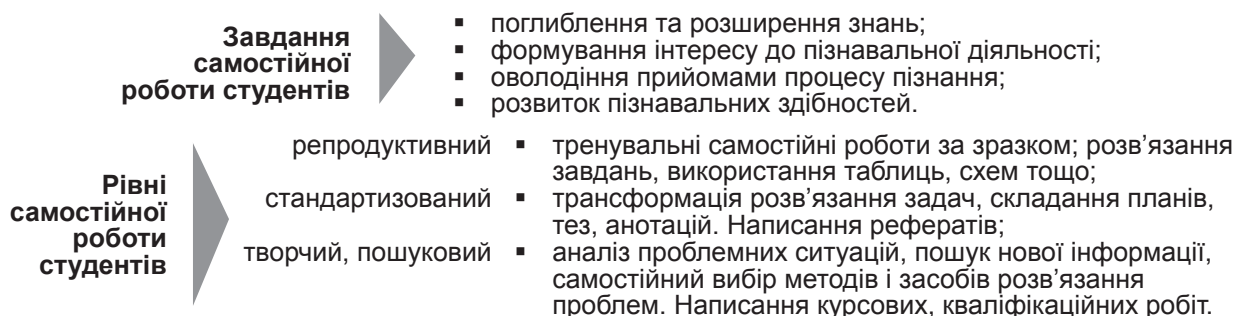 Завдання
самостійної
роботи студентів
▪ поглиблення та розширення знань;
▪ формування інтересу до пізнавальної діяльності;
▪ оволодіння прийомами процесу пізнання;
▪ розвиток пізнавальних здібностей.
Рівні
самостійної
роботи
студентів
репродуктивний ▪ тренувальні самостійні роботи за зразком; розв’язання
завдань, використання таблиць, схем тощо;
стандартизований ▪ трансформація розв’язання задач, складання планів,
тез, анотацій. Написання рефератів;
творчий, пошуковий ▪ аналіз проблемних ситуацій, пошук нової інформації,
самостійний вибір методів і засобів розв’язання
проблем. Написання курсових, кваліфікаційних робіт.